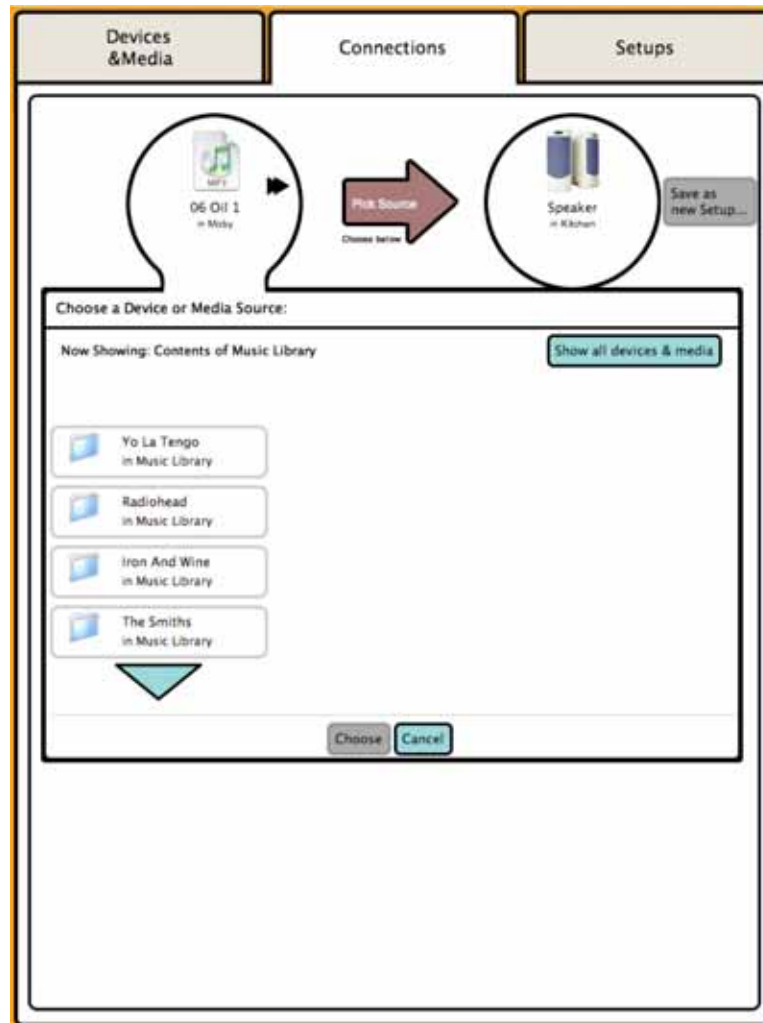 Devices
&Media
Connections
Setups
MP3
06 Oil 1
in Moby
Pick Source
Choose below
Speaker
in Kitchen
Save as
new Setup...
Choose a Device or Media Source:
Now Showing: Contents of Music Library
Show all devices & media
Yo La Tengo
in Music Library
Radiohead
in Music Library
Iron And Wine
in Music Library
The Smiths
in Music Library
Choose
Cancel